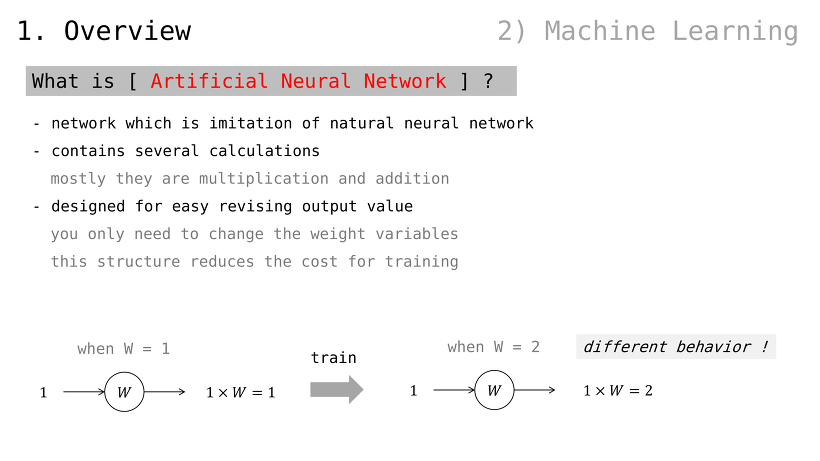 1. Overview
2) Machine Learning
What is [ Artificial Neural Network ] ?
- network which is imitation of natural neural network
- contains several calculations
mostly they are multiplication and addition
- designed for easy revising output value
you only need to change the weight variables
this structure reduces the cost for training
when W = 1
1 W 1 × W = 1
train
when W = 2
different behavior !
1 W 1 × W = 2